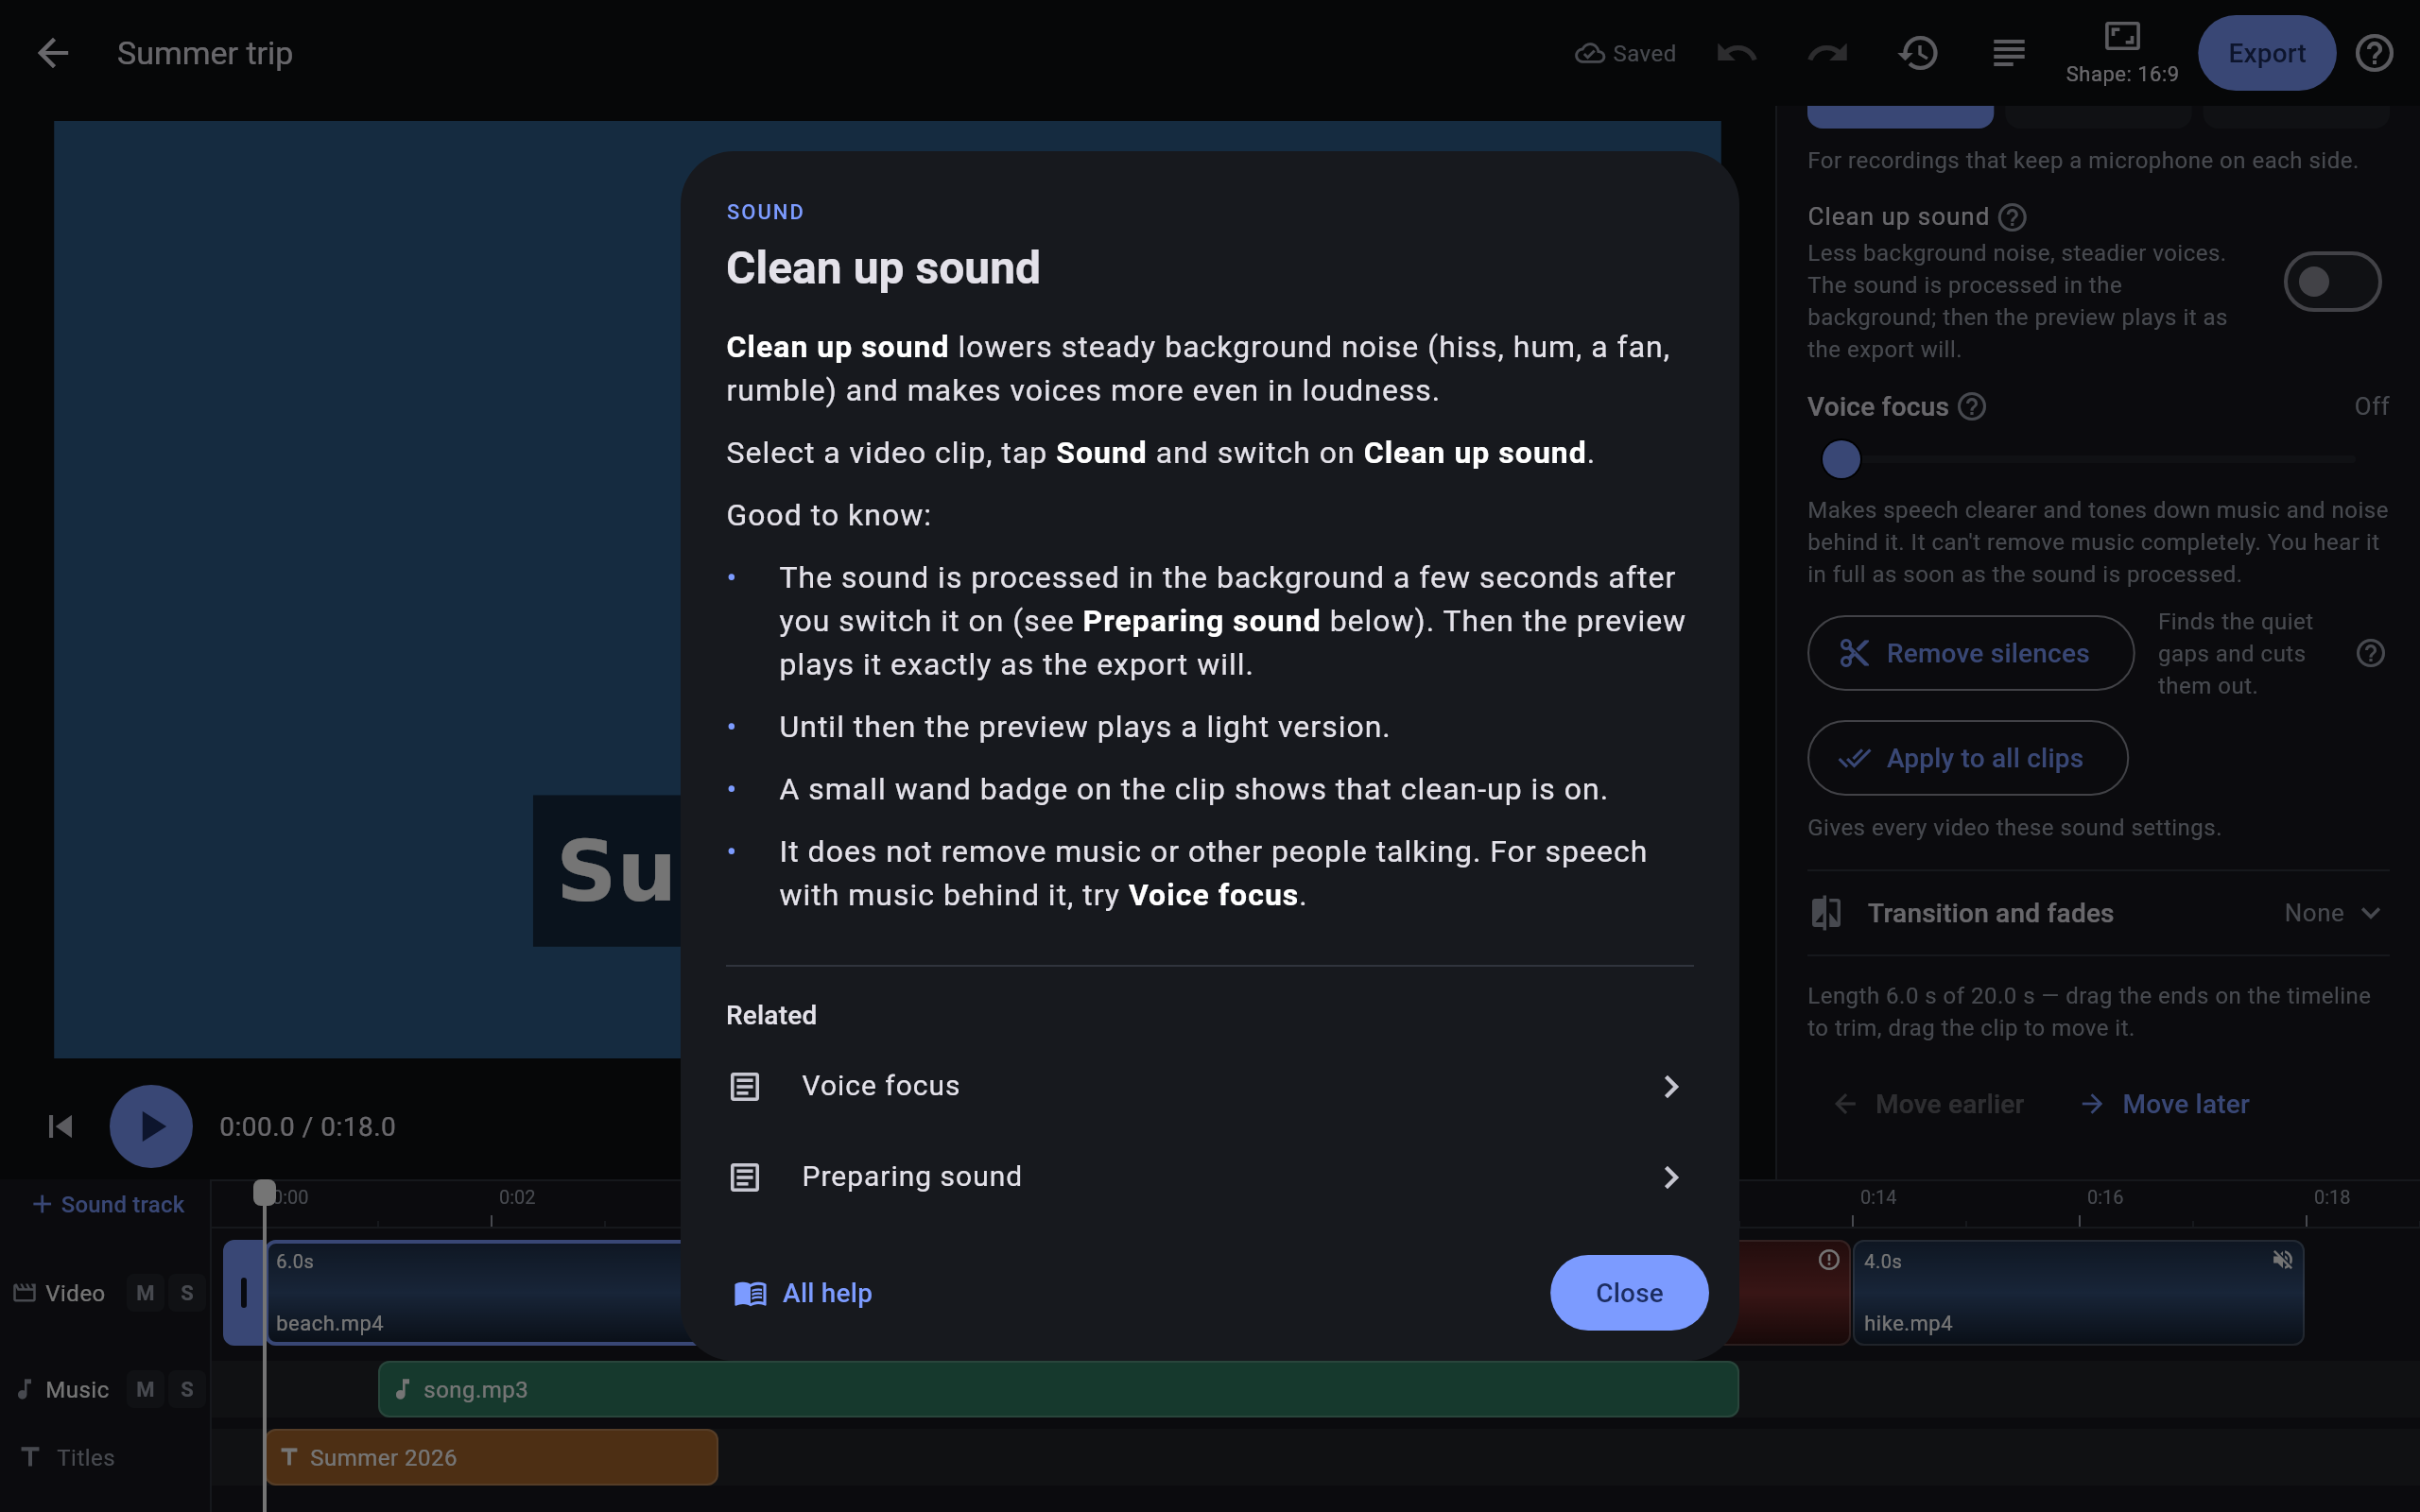 Summer trip
Saved
Shape: 16:9
Export
SOUND
Clean up sound
Clean up sound lowers steady background noise (hiss, hum, a fan,
rumble) and makes voices more even in loudness.
Select a video clip, tap Sound and switch on Clean up sound.
Good to know:
• The sound is processed in the background a few seconds after
you switch it on (see Preparing sound below). Then the preview
plays it exactly as the export will.
• Until then the preview plays a light version.
• A small wand badge on the clip shows that clean-up is on.
• It does not remove music or other people talking. For speech
with music behind it, try Voice focus.
Related
Voice focus
Preparing sound
All help
Close
For recordings that keep a microphone on each side.
Clean up sound
Less background noise, steadier voices.
The sound is processed in the
background; then the preview plays it as
the export will.
Voice focus
Off
Makes speech clearer and tones down music and noise
behind it. It can't remove music completely. You hear it
in full as soon as the sound is processed.
Remove silences
Finds the quiet
gaps and cuts
them out.
Apply to all clips
Gives every video these sound settings.
Transition and fades
None
Length 6.0 s of 20.0 s — drag the ends on the timeline
to trim, drag the clip to move it.
Move earlier
Move later
Su
0:00.0 / 0:18.0
Sound track
0:00
0:02
0:14
0:16
0:18
Video
M
S
6.0s
beach.mp4
4.0s
hike.mp4
Music
M
S
song.mp3
Titles
Summer 2026